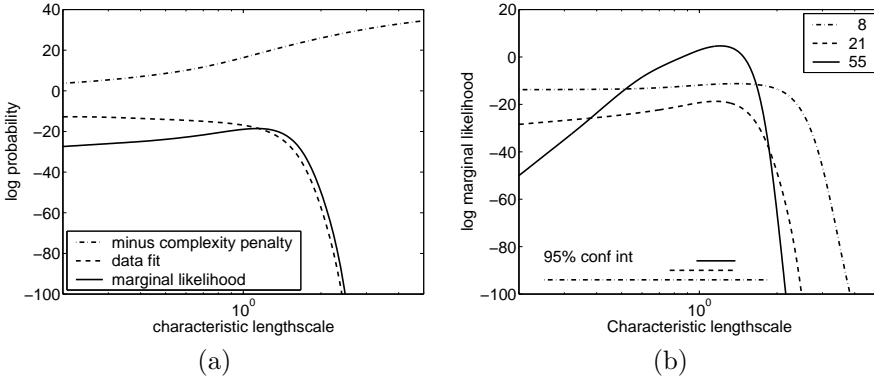 40
20
0
−20
−40
−60
−80
−100
log probability
minus complexity penalty
data fit
marginal likelihood
10^0
characteristic lengthscale
(a)
20
0
−20
−40
−60
−80
−100
log marginal likelihood
8
21
55
95% conf int
10^0
Characteristic lengthscale
(b)